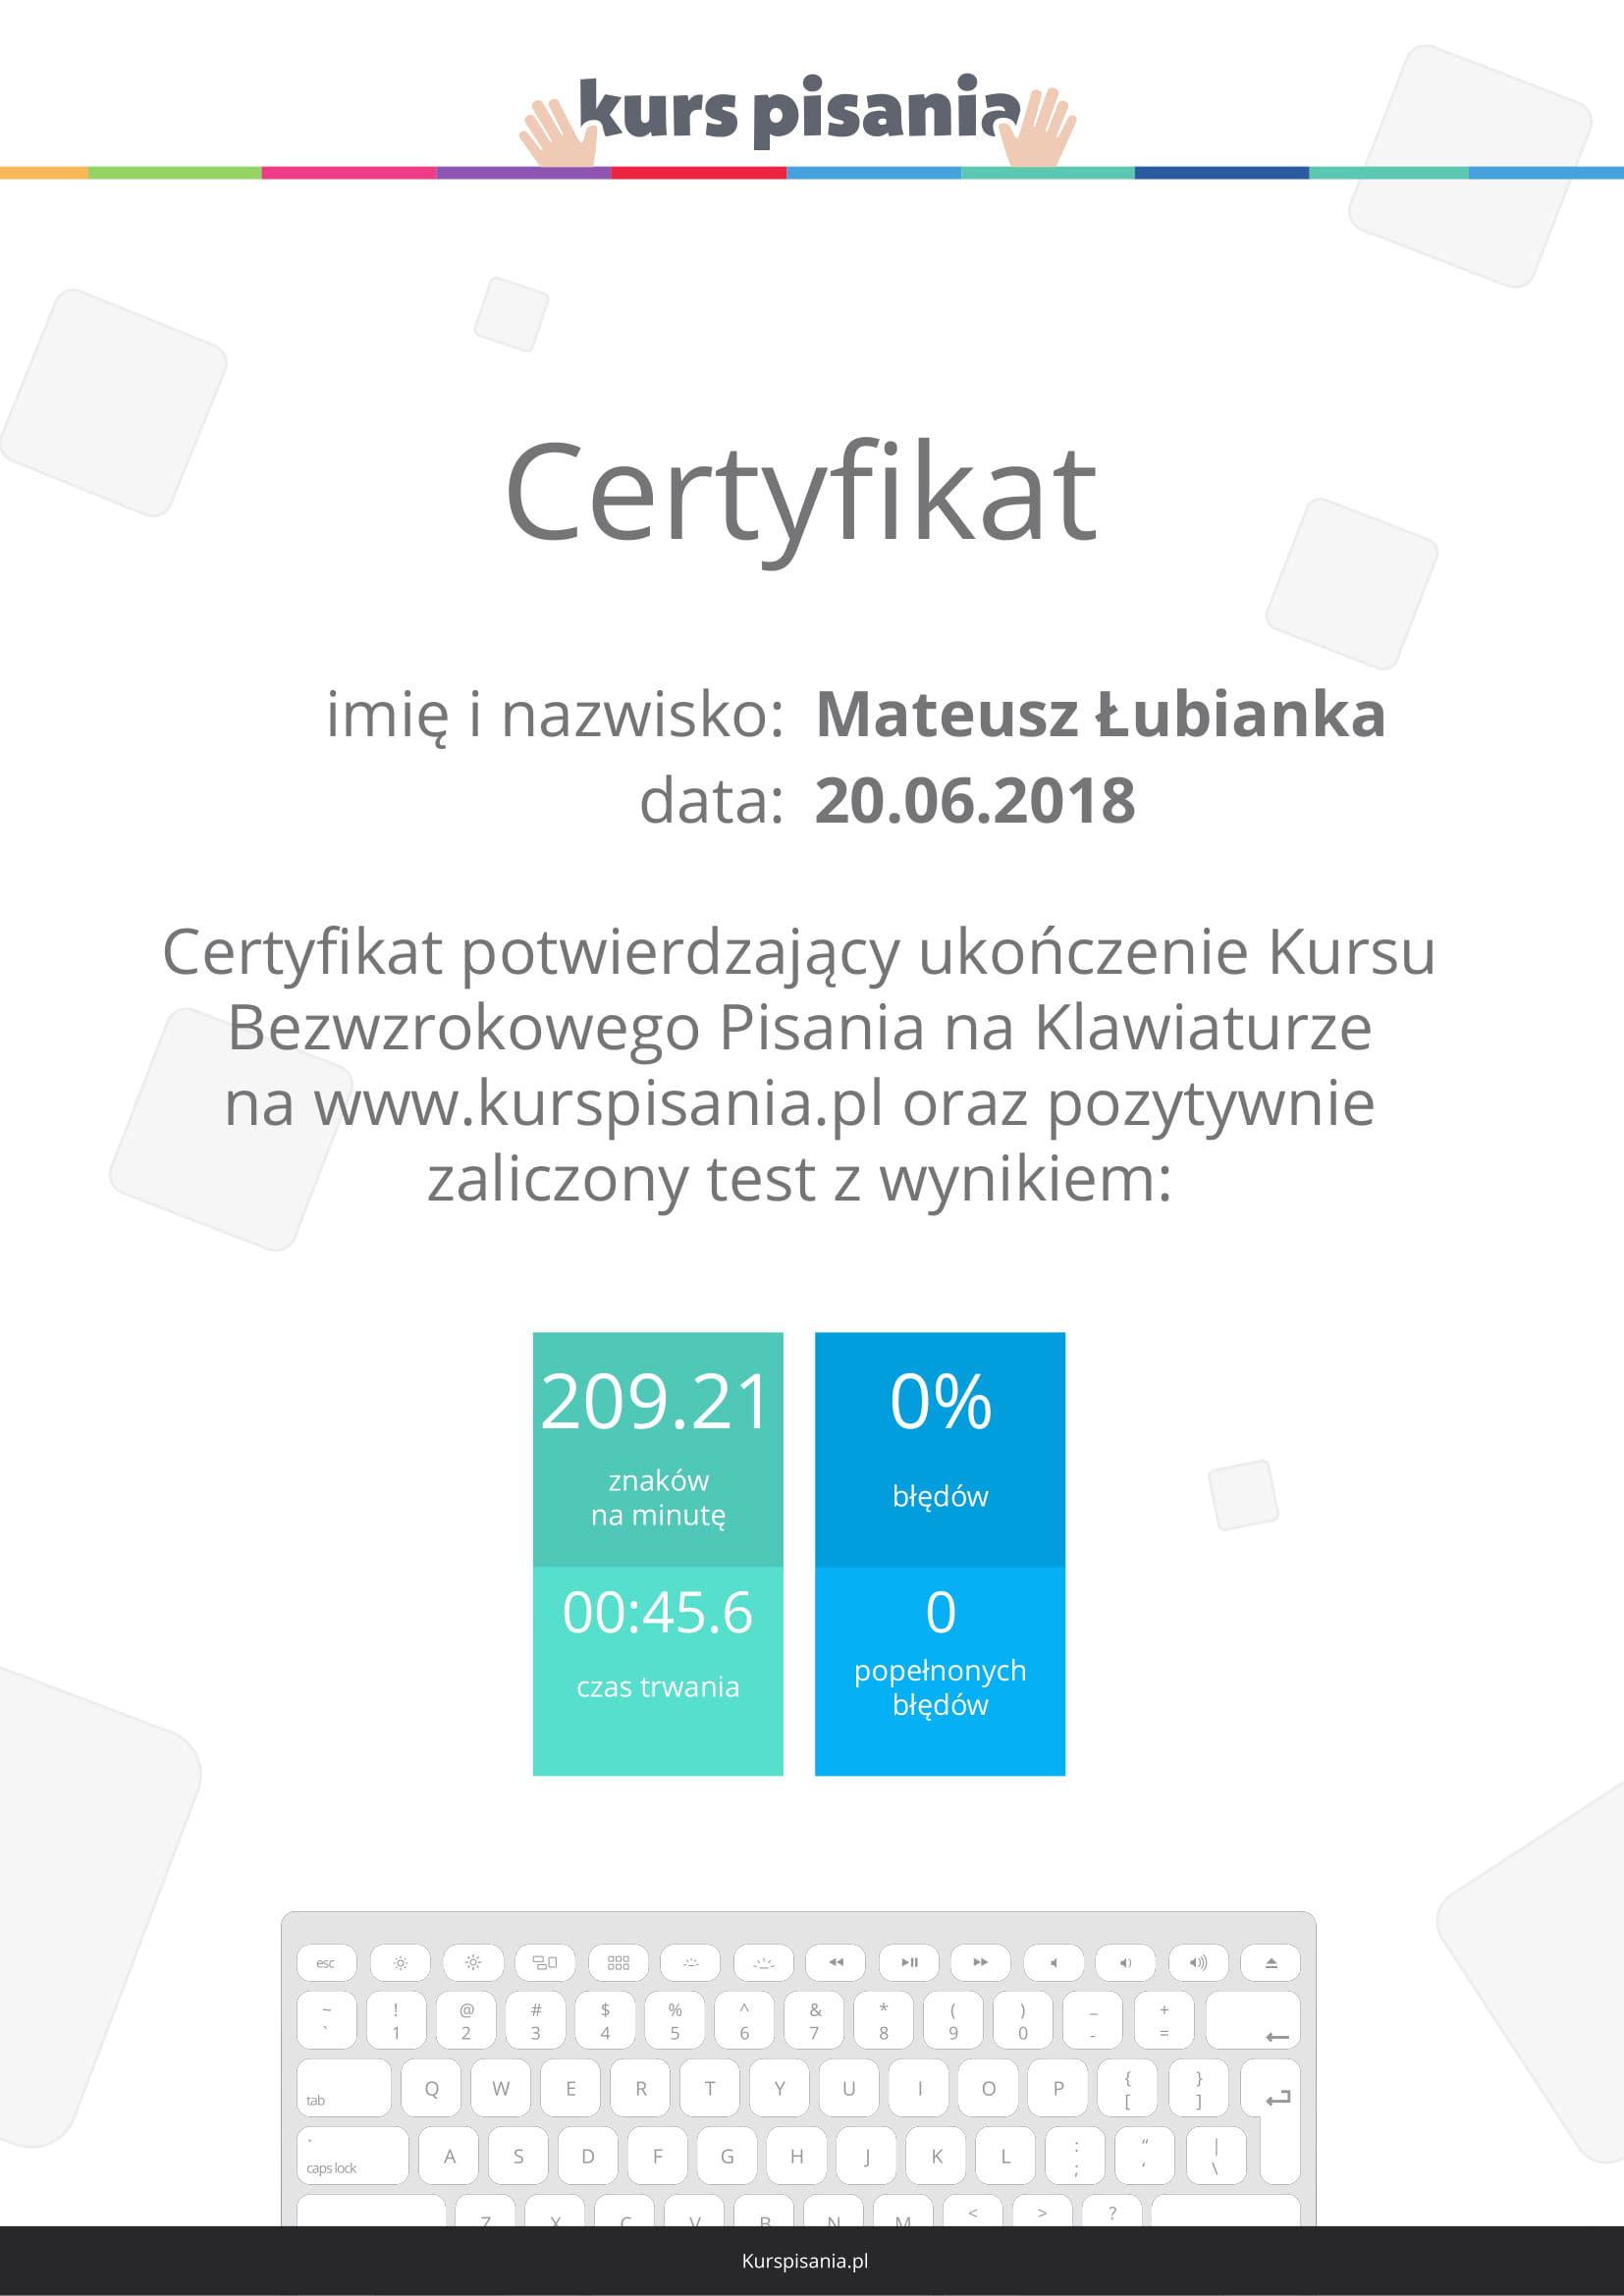 kurs pisania
Certyfikat
imię i nazwisko: Mateusz Łubianka
data: 20.06.2018
Certyfikat potwierdzający ukończenie Kursu
Bezwzrokowego Pisania na Klawiaturze
na www.kurspisania.pl oraz pozytywnie
zaliczony test z wynikiem:
209.21
znaków
na minutę
0%
błędów
00:45.6
czas trwania
0
popełnonych
błędów
esc
~ ! @ # $ % ^ & * ( ) _ +
` 1 2 3 4 5 6 7 8 9 0 - =
tab Q W E R T Y U I O P { [ } ]
caps lock A S D F G H J K L : ; “ ‘ | \
Z X C V B N M < > ?
Kurspisania.pl